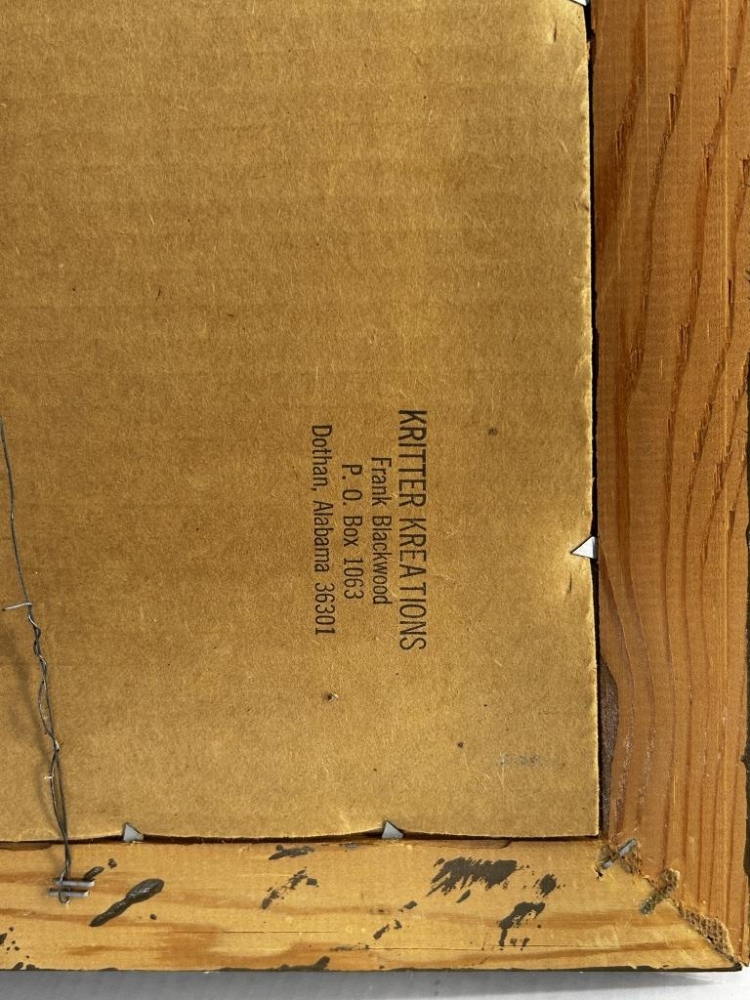 KRITTER KREATIONS
Frank Blackwood
P. O. Box 1063
Dothan, Alabama 36301